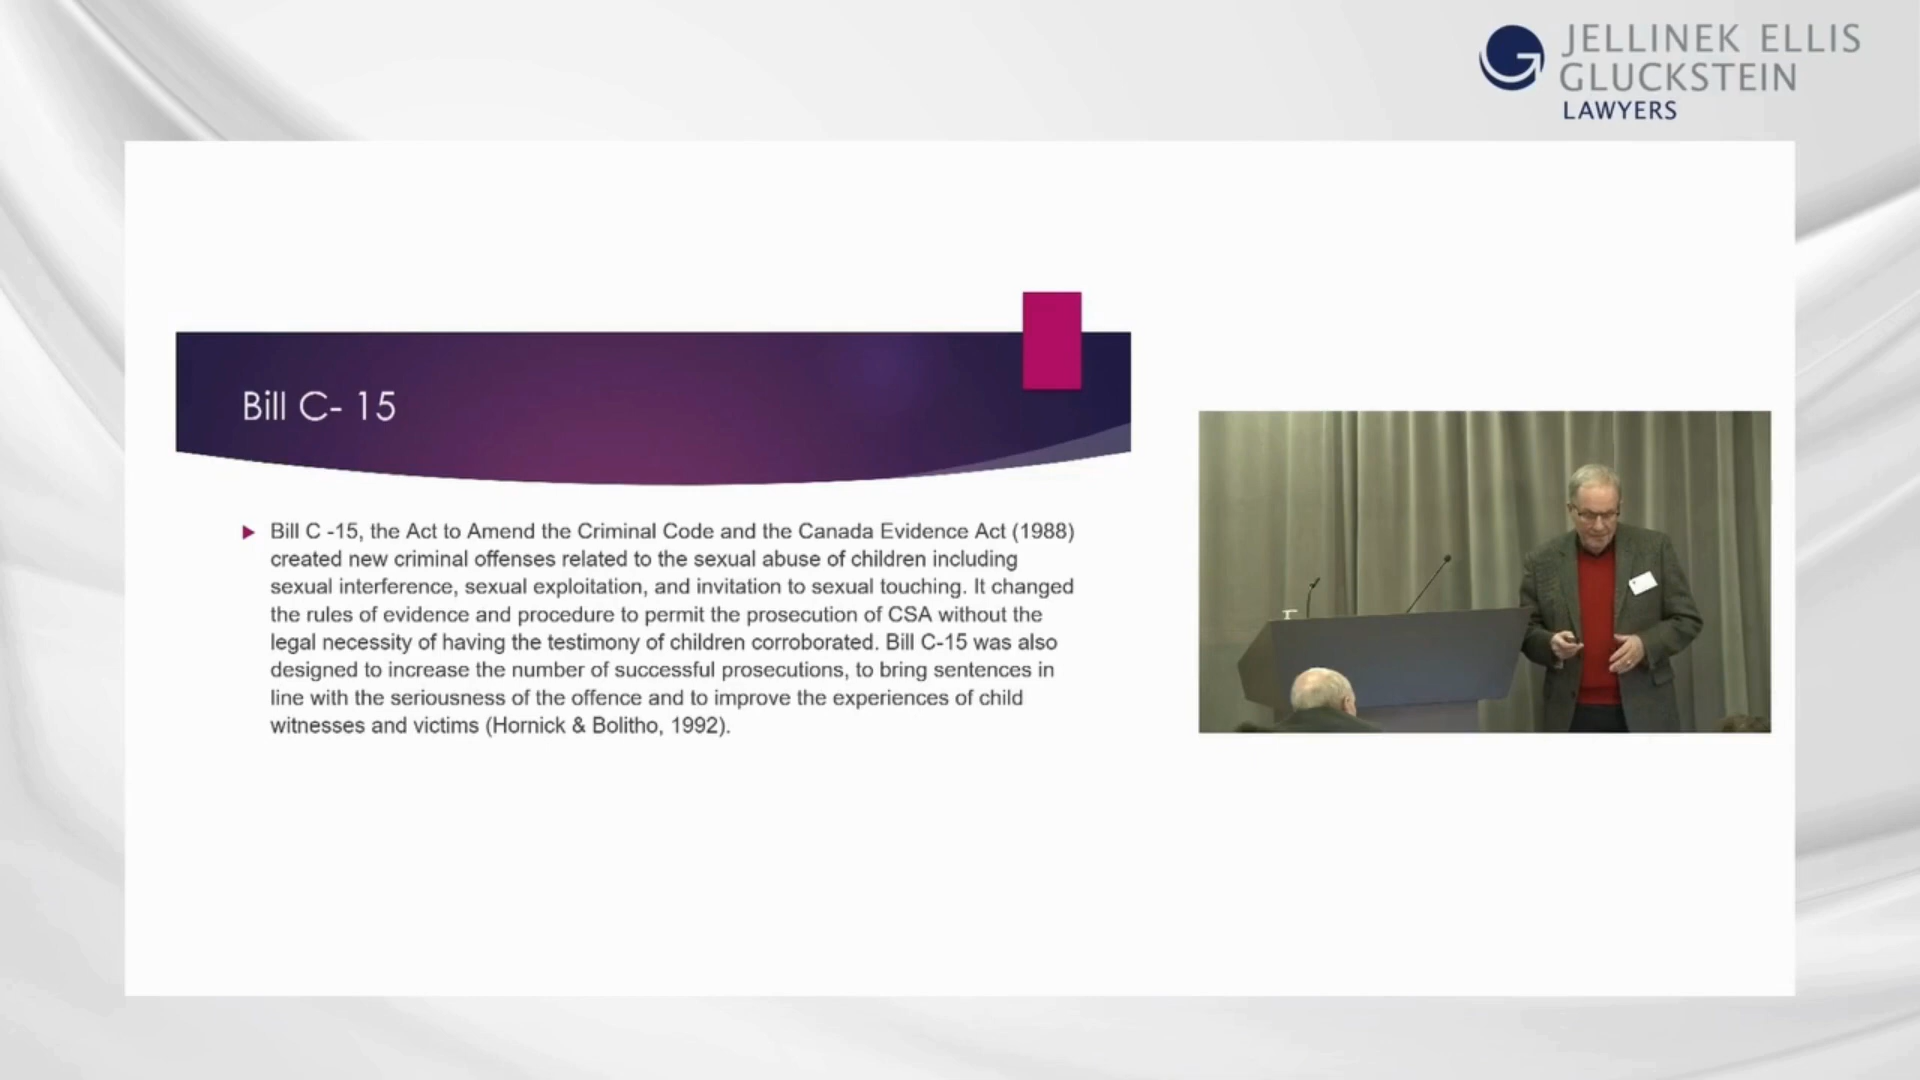 JELLINEK ELLIS
GLUCKSTEIN
LAWYERS
Bill C- 15
Bill C -15, the Act to Amend the Criminal Code and the Canada Evidence Act (1988)
created new criminal offenses related to the sexual abuse of children including
sexual interference, sexual exploitation, and invitation to sexual touching. It changed
the rules of evidence and procedure to permit the prosecution of CSA without the
legal necessity of having the testimony of children corroborated. Bill C-15 was also
designed to increase the number of successful prosecutions, to bring sentences in
line with the seriousness of the offence and to improve the experiences of child
witnesses and victims (Hornick & Bolitho, 1992).